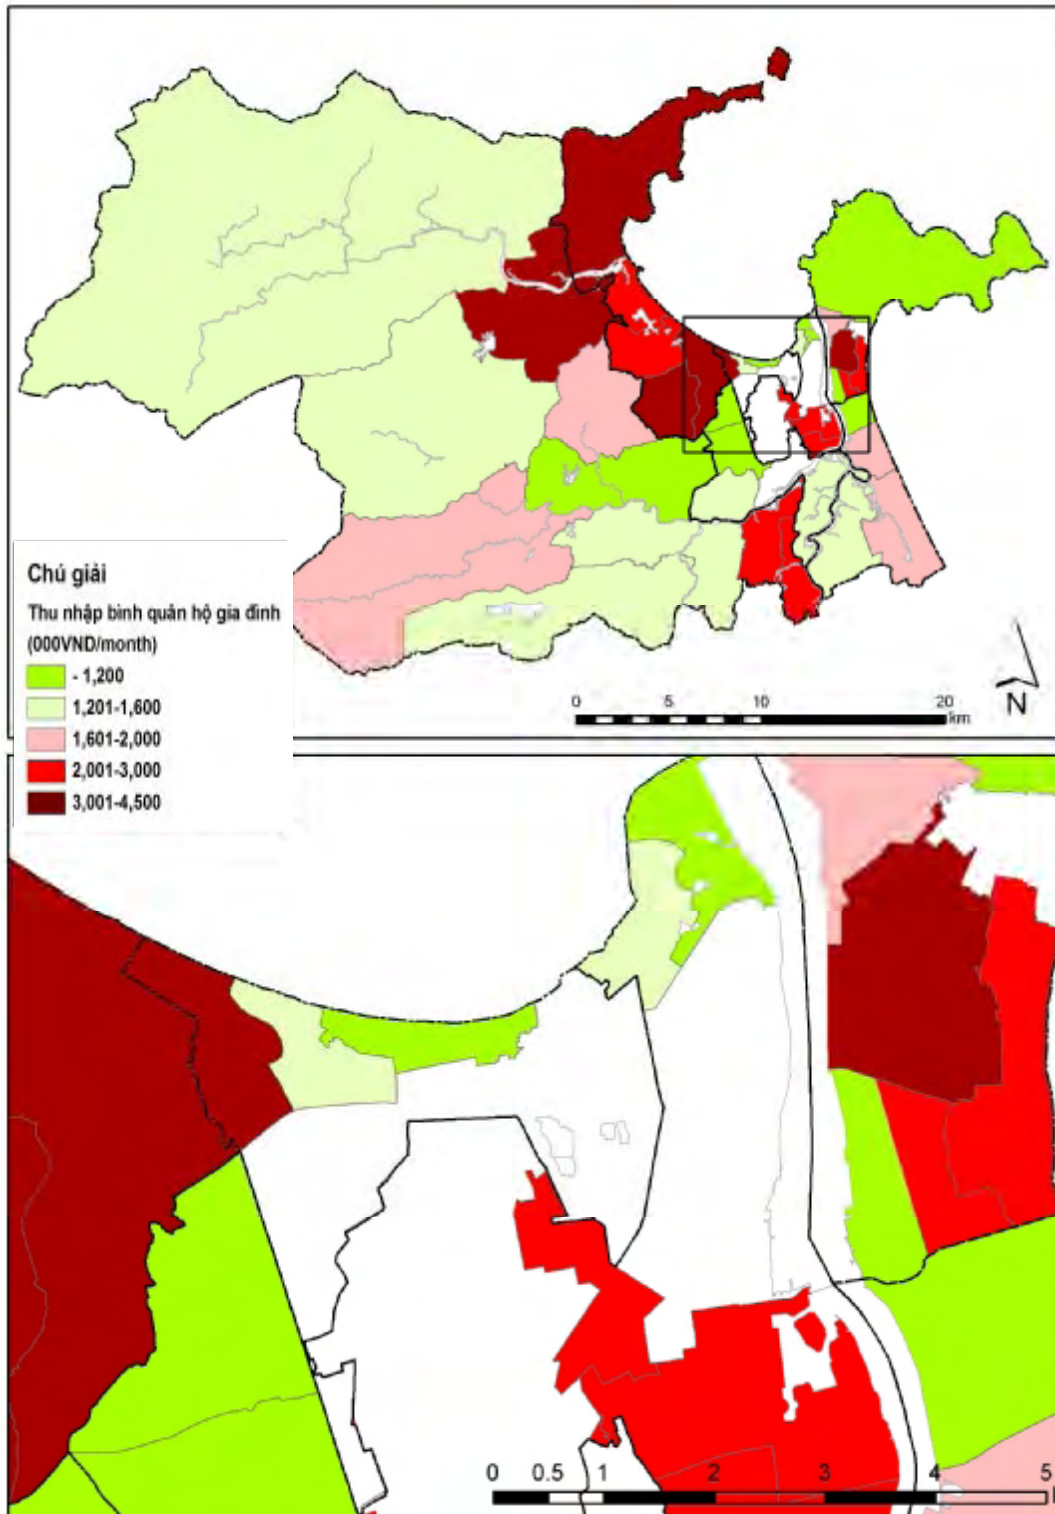 0 5 10 20
km
N
Chú giải
Thu nhập bình quân hộ gia đình
(000VND/month)
- 1,200
1,201-1,600
1,601-2,000
2,001-3,000
3,001-4,500
0 0.5 1 2 3 4 5